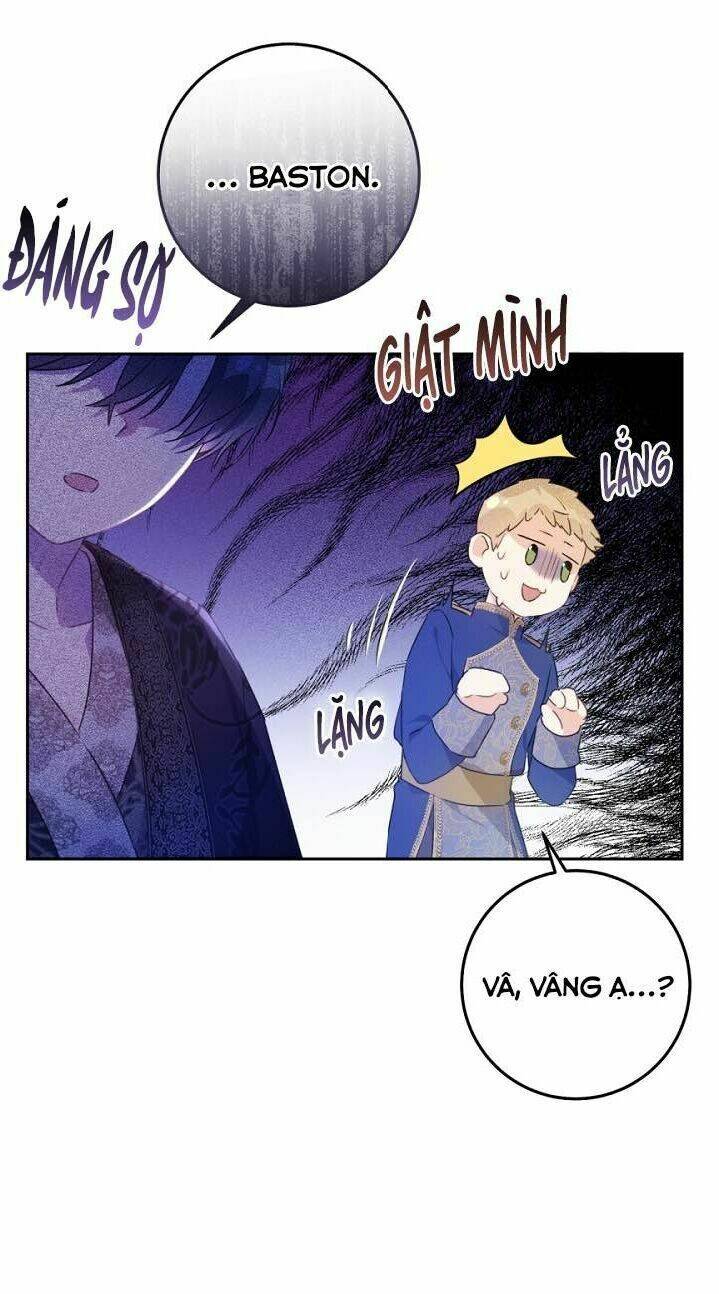 ... BASTON.
ĐÁNG SỢ
GIẬT MÌNH
LẲNG
LẶNG
VÂ, VÂNG Ạ...?